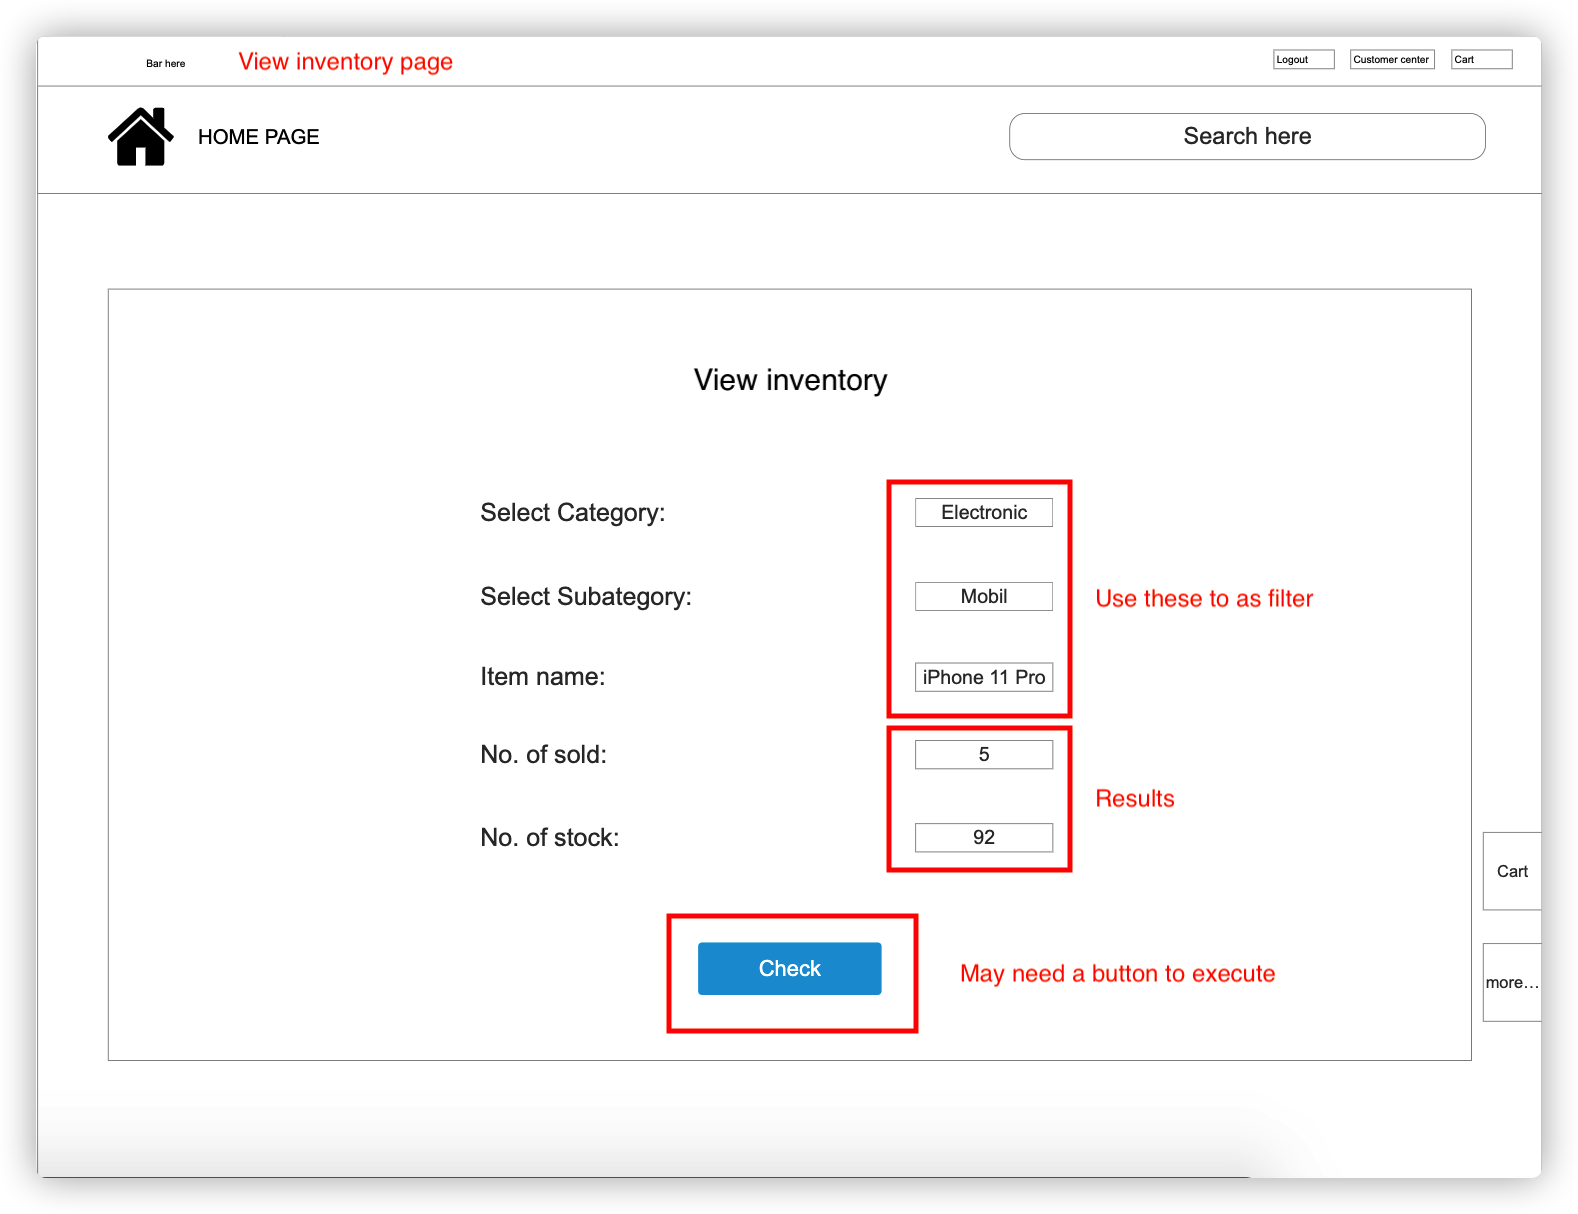 Bar here
View inventory page
Logout
Customer center
Cart
HOME PAGE
Search here
View inventory
Select Category:
Electronic
Select Subategory:
Mobil
Use these to as filter
Item name:
iPhone 11 Pro
No. of sold:
5
Results
No. of stock:
92
Cart
Check
May need a button to execute
more...